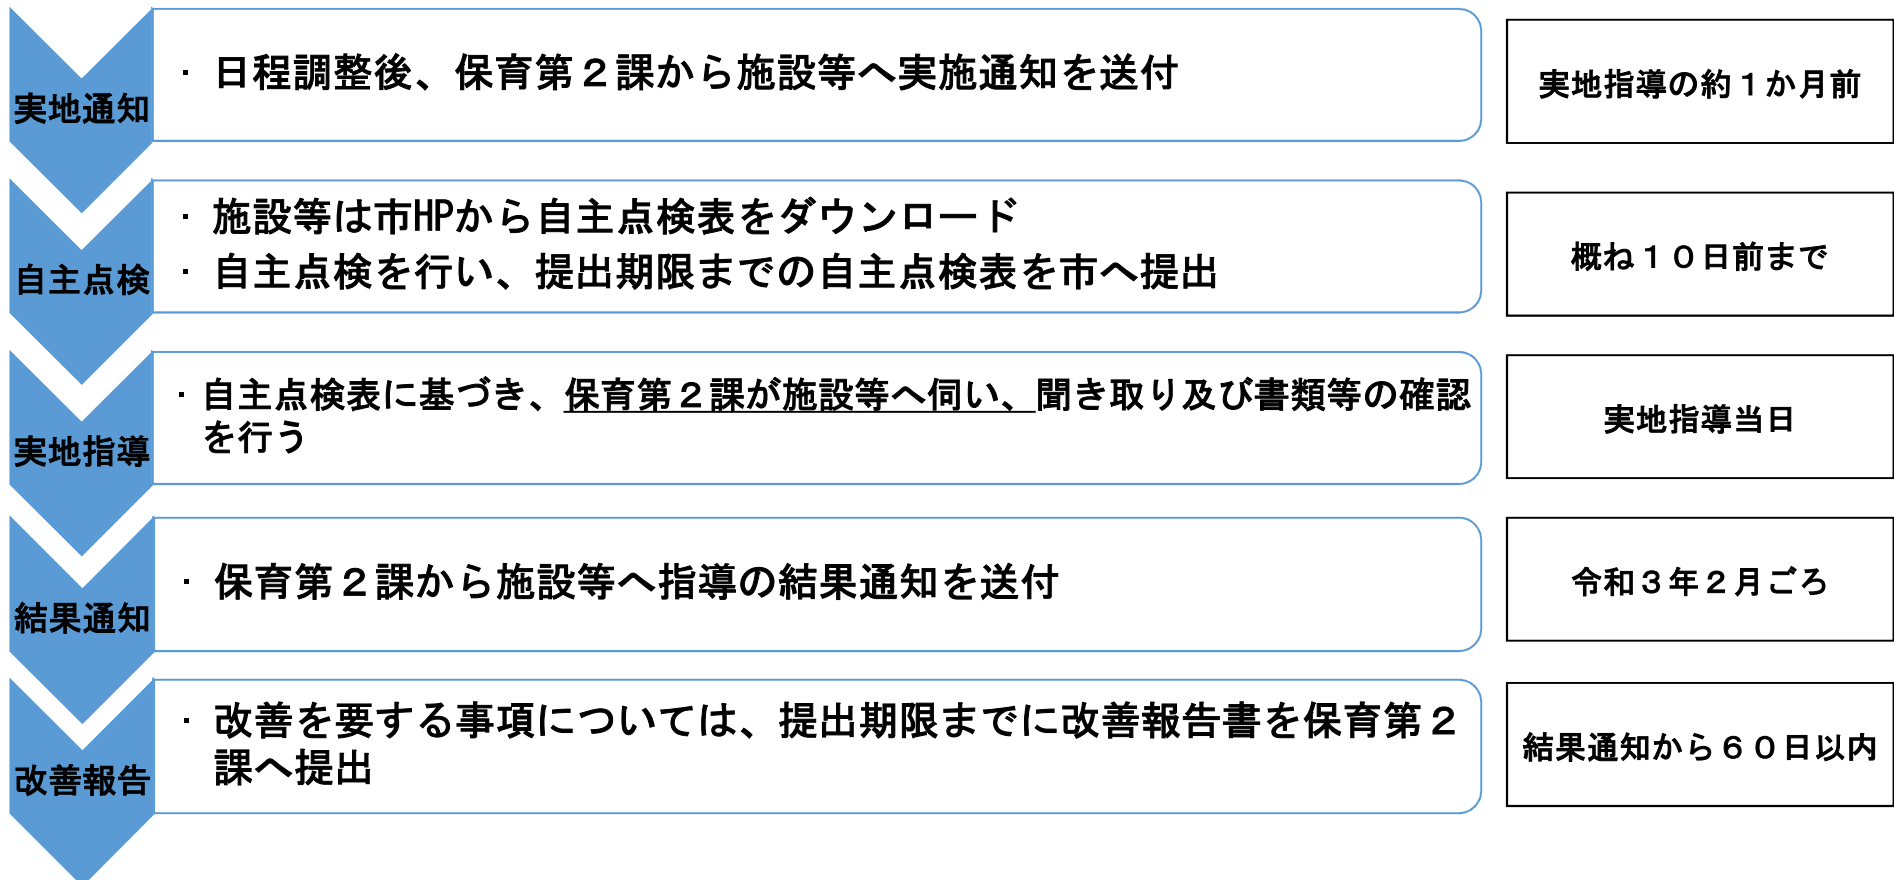 実地通知
・日程調整後、保育第２課から施設等へ実施通知を送付
実地指導の約１か月前
自主点検
・施設等は市HPから自主点検表をダウンロード
・自主点検を行い、提出期限までの自主点検表を市へ提出
概ね１０日前まで
実地指導
・自主点検表に基づき、保育第２課が施設等へ伺い、聞き取り及び書類等の確認
を行う
実地指導当日
結果通知
・保育第２課から施設等へ指導の結果通知を送付
令和３年２月ごろ
改善報告
・改善を要する事項については、提出期限までに改善報告書を保育第２
課へ提出
結果通知から６０日以内